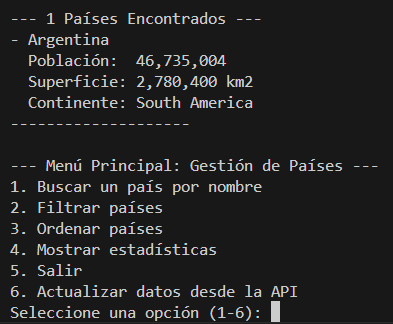 --- 1 Países Encontrados ---
- Argentina
  Población:  46,735,004
  Superficie: 2,780,400 km2
  Continente: South America
--------------------
--- Menú Principal: Gestión de Países ---
1. Buscar un país por nombre
2. Filtrar países
3. Ordenar países
4. Mostrar estadísticas
5. Salir
6. Actualizar datos desde la API
Seleccione una opción (1-6):